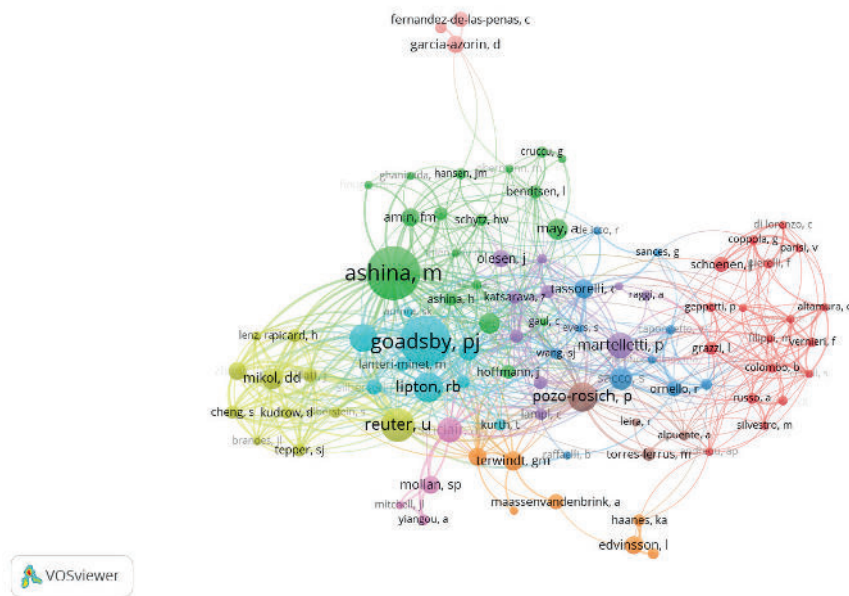 fernandez-de-las-penas, c
garcia-azorin, d
cruccu, g
hansen, jm
bendtsen, l
amin, fm
schytz, hw
may, a
di lorenzo, c
coppola, g
parisi, v
sances, g
olesen, j
schoenen, j
ashina, m
tassorelli, c
ashina, h
katsarava, z
raggi, a
geppetti, p
altamura, c
gaul, c
evers, s
vernieri, f
goadsby, pj
martelletti, p
grazzi, l
filippi, m
lenz, rapicard, h
wang, sj
lanteri-minet, m
colombo, b
hoffmann, j
sacco, s
mikol, dd
lipton, rb
ornello, r
pozo-rosich, p
russo, a
cheng, s
kudrow, d
silvestro, m
reuter, u
kurth, t
leira, r
alpuente, a
brandes, jl
tepper, sj
raffaelli, b
torres-ferrus, m
terwindt, gm
mollan, sp
mitchell, jl
maassenvandenbrink, a
yiangou, a
haanes, ka
edvinsson, l
VOSviewer